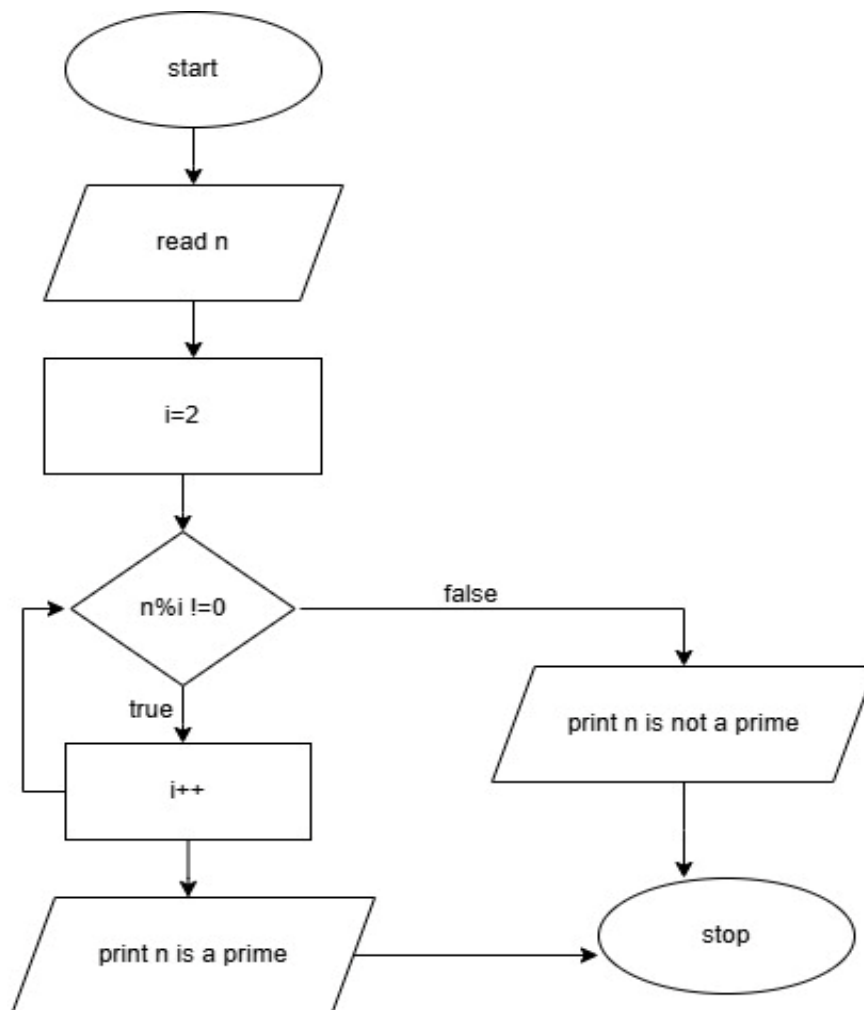 start
read n
i=2
n%i !=0
false
true
print n is not a prime
i++
stop
print n is a prime